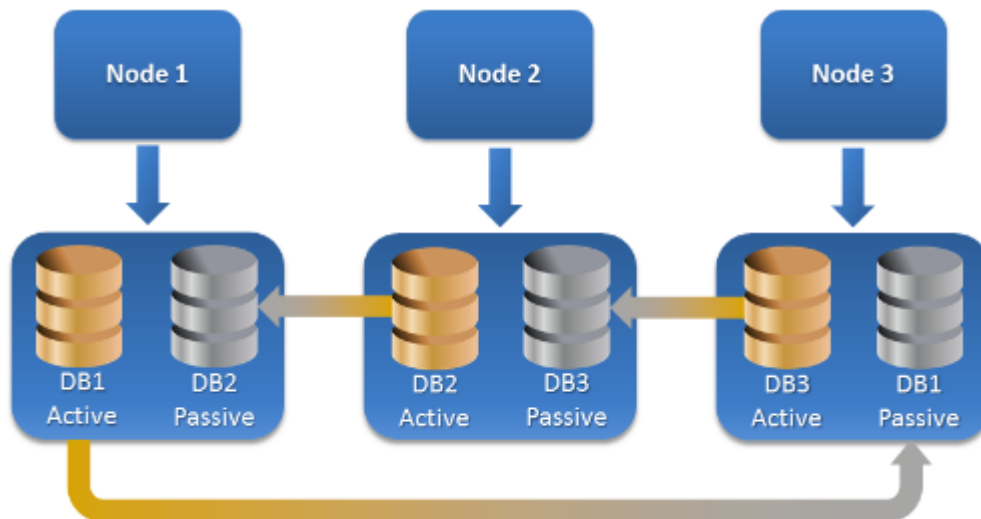 Node 1
Node 2
Node 3
DB1
Active
DB2
Passive
DB2
Active
DB3
Passive
DB3
Active
DB1
Passive